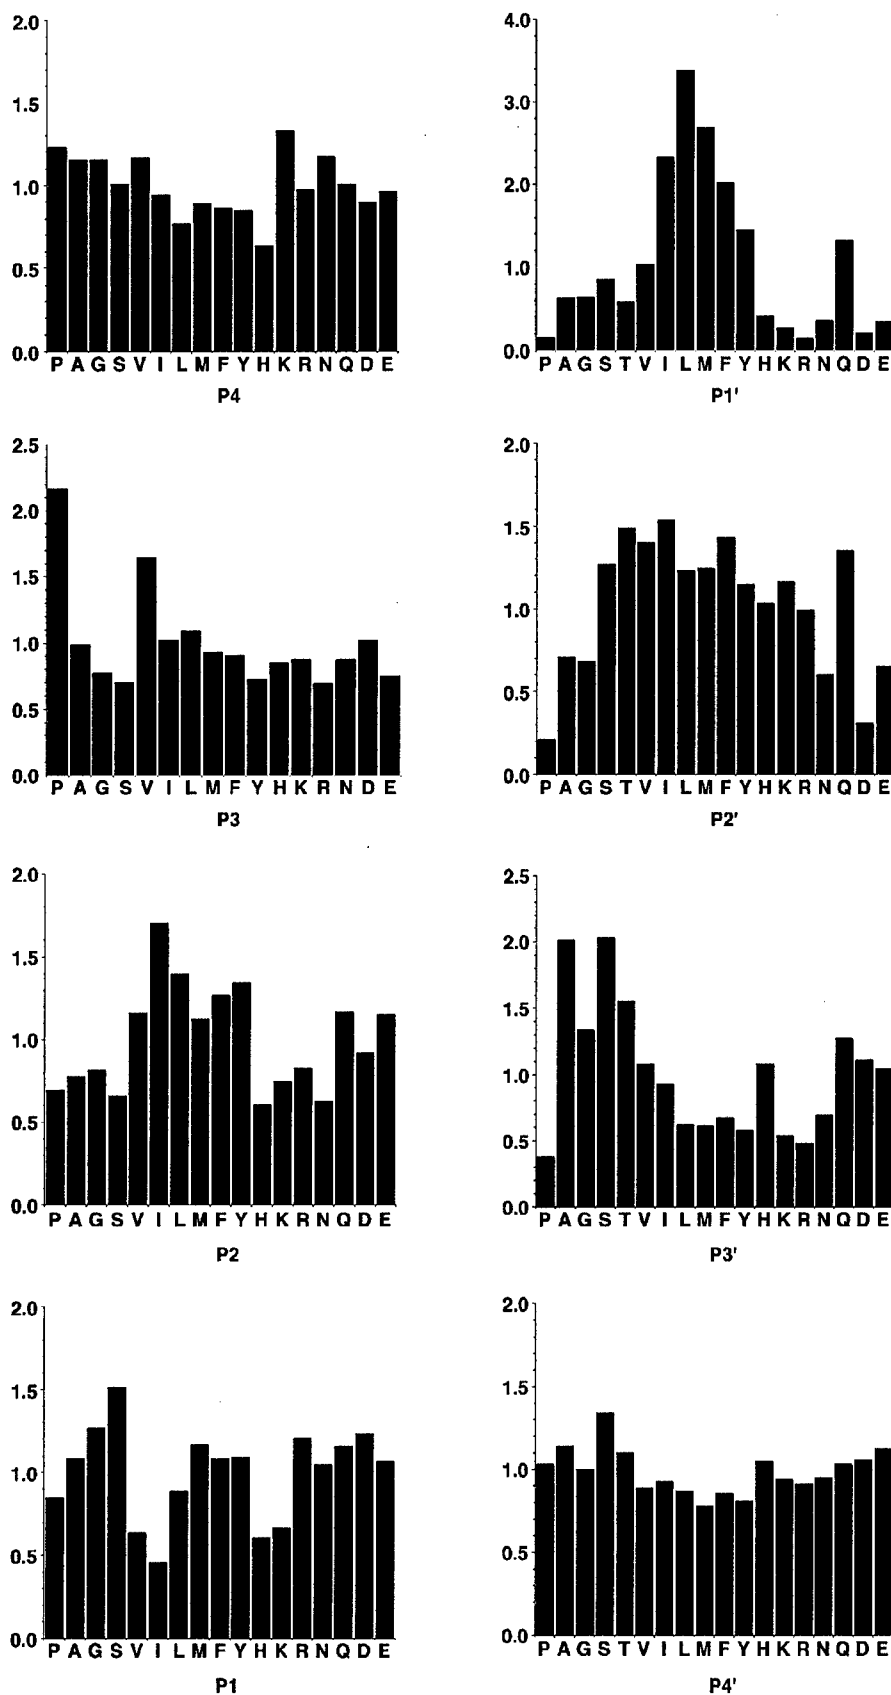 2.0
1.5
1.0
0.5
0.0
P A G S V I L M F Y H K R N Q D E
P4
4.0
3.0
2.0
1.0
0.0
P A G S T V I L M F Y H K R N Q D E
P1'
2.5
2.0
1.5
1.0
0.5
0.0
P A G S V I L M F Y H K R N D E
P3
2.0
1.5
1.0
0.5
0.0
P A G S T V I L M F Y H K R N Q D E
P2'
2.0
1.5
1.0
0.5
0.0
P A G S V I L M F Y H K R N Q D E
P2
2.5
2.0
1.5
1.0
0.5
0.0
P A G S T V I L M F Y H K R N Q D E
P3'
2.0
1.5
1.0
0.5
0.0
P A G S V I L M F Y H K R N Q D E
P1
2.0
1.5
1.0
0.5
0.0
P A G S T V I L M F Y H K R N Q D E
P4'